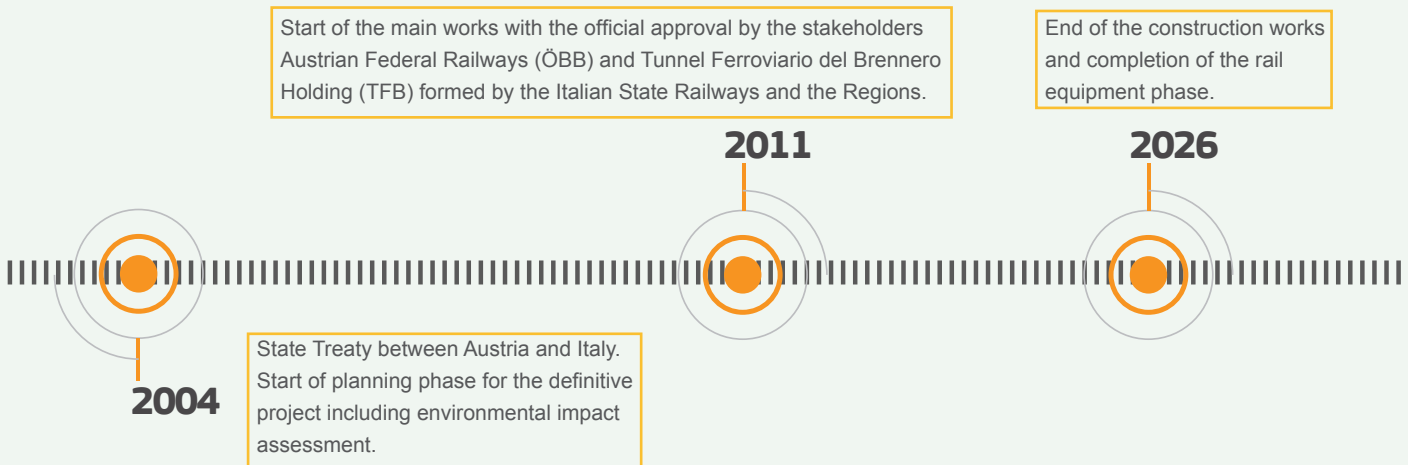 Start of the main works with the official approval by the stakeholders
Austrian Federal Railways (ÖBB) and Tunnel Ferroviario del Brennero
Holding (TFB) formed by the Italian State Railways and the Regions.
2011
End of the construction works
and completion of the rail
equipment phase.
2026
2004
State Treaty between Austria and Italy.
Start of planning phase for the definitive
project including environmental impact
assessment.